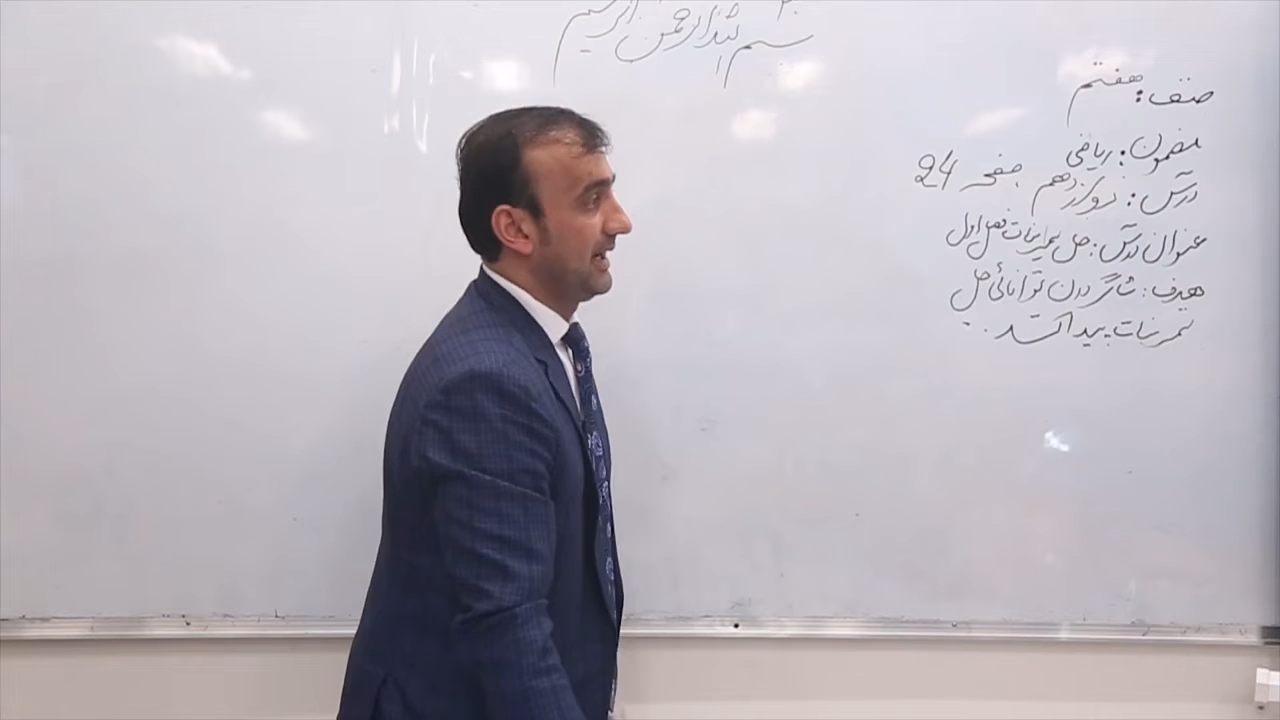 بسم الله الرحمن الرحیم
صنف: هفتم
مضمون: ریاضی
درس: نوزدهم صفحه 24
عنوان درس: حل تمرینات فصل اول
هدف: شاگردان توانائی حل
تمرینات پیدا کنند..